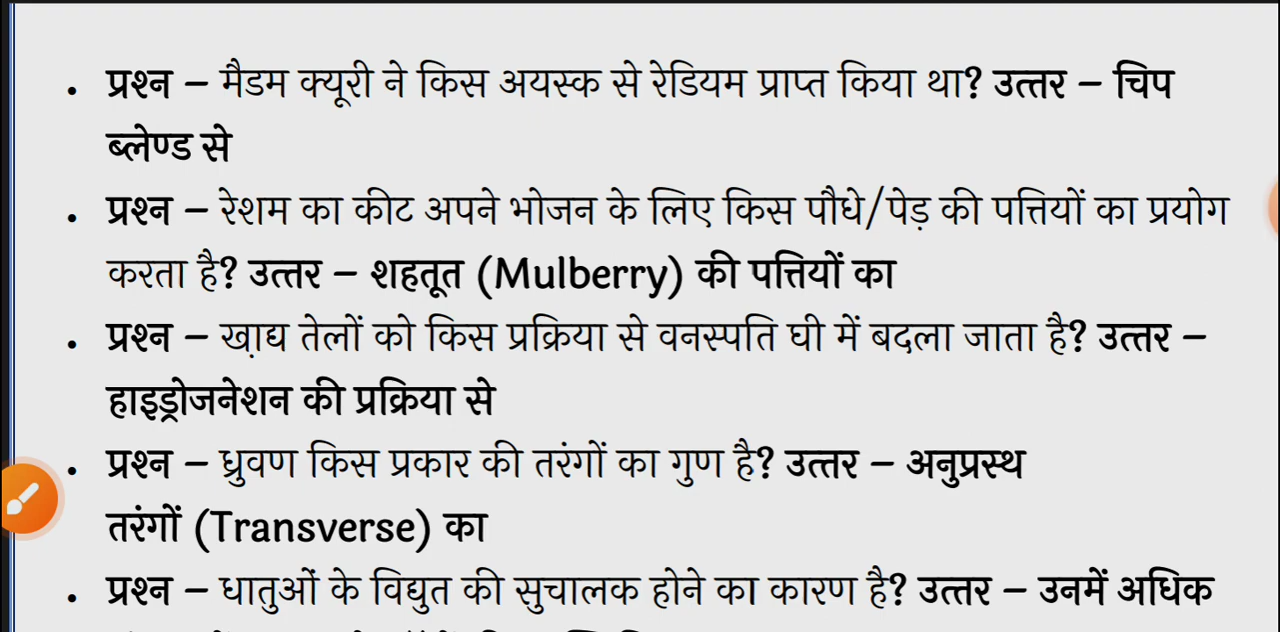 • प्रश्न – मैडम क्यूरी ने किस अयस्क से रेडियम प्राप्त किया था? उत्तर – चिप
ब्लेण्ड से
• प्रश्न – रेशम का कीट अपने भोजन के लिए किस पौधे/पेड़ की पत्तियों का प्रयोग
करता है? उत्तर – शहतूत (Mulberry) की पत्तियों का
• प्रश्न – खा़द्य तेलों को किस प्रक्रिया से वनस्पति घी में बदला जाता है? उत्तर –
हाइड्रोजनेशन की प्रक्रिया से
• प्रश्न – ध्रुवण किस प्रकार की तरंगों का गुण है? उत्तर – अनुप्रस्थ
तरंगों (Transverse) का
• प्रश्न – धातुओं के विद्युत की सुचालक होने का कारण है? उत्तर – उनमें अधिक